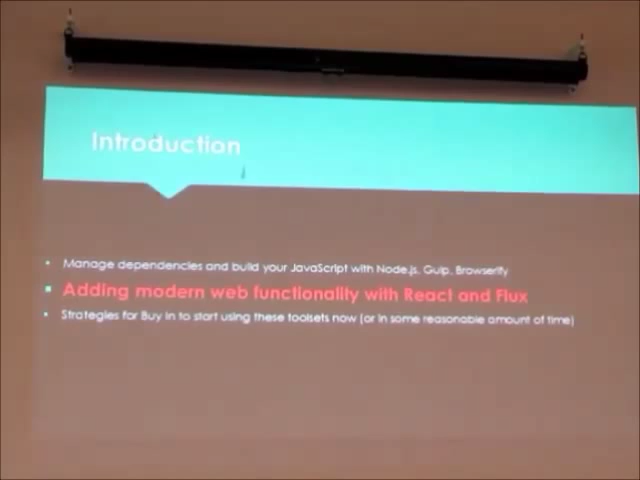 Introduction
Manage dependencies and build your JavaScript with Node.js, Gulp, Browserify
Adding modern web functionality with React and Flux
Strategies for Buy in to start using these toolsets now (or in some reasonable amount of time)